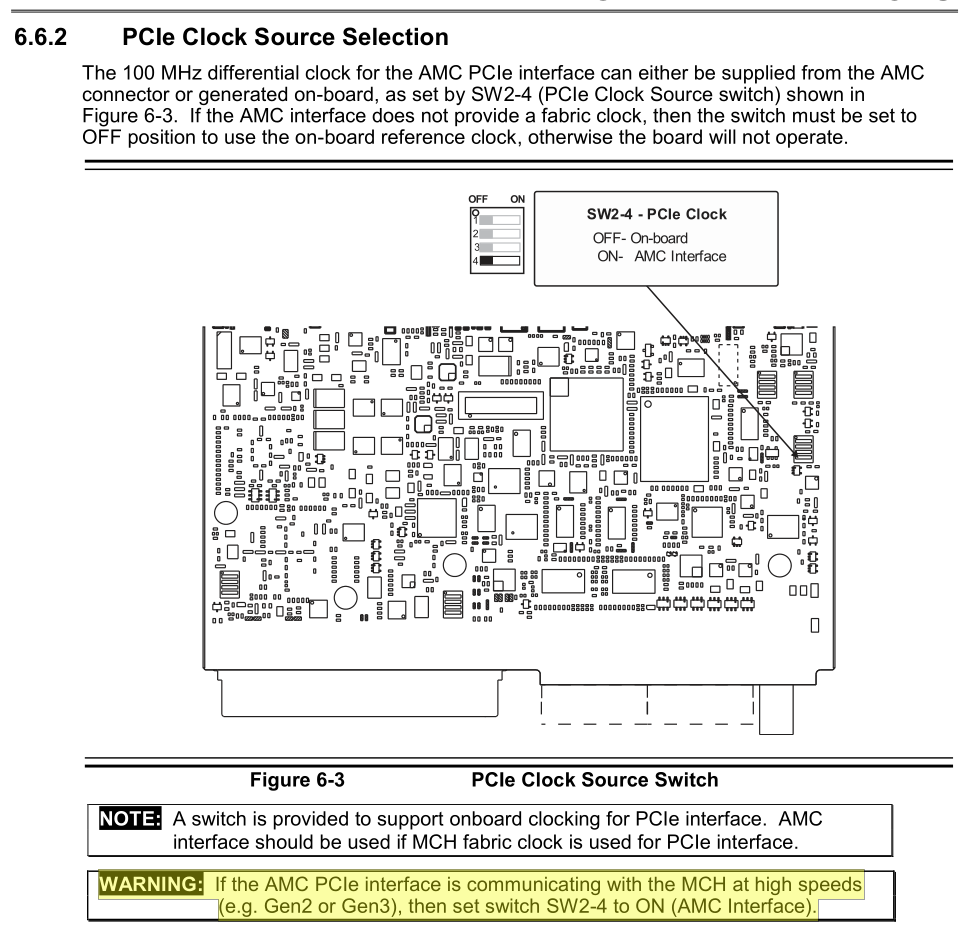 6.6.2 PCIe Clock Source Selection
The 100 MHz differential clock for the AMC PCIe interface can either be supplied from the AMC
connector or generated on-board, as set by SW2-4 (PCIe Clock Source switch) shown in
Figure 6-3. If the AMC interface does not provide a fabric clock, then the switch must be set to
OFF position to use the on-board reference clock, otherwise the board will not operate.
OFF ON
1
2
3
4
SW2-4 - PCIe Clock
OFF- On-board
ON- AMC Interface
Figure 6-3 PCIe Clock Source Switch
NOTE: A switch is provided to support onboard clocking for PCIe interface. AMC
interface should be used if MCH fabric clock is used for PCIe interface.
WARNING: If the AMC PCIe interface is communicating with the MCH at high speeds
(e.g. Gen2 or Gen3), then set switch SW2-4 to ON (AMC Interface).